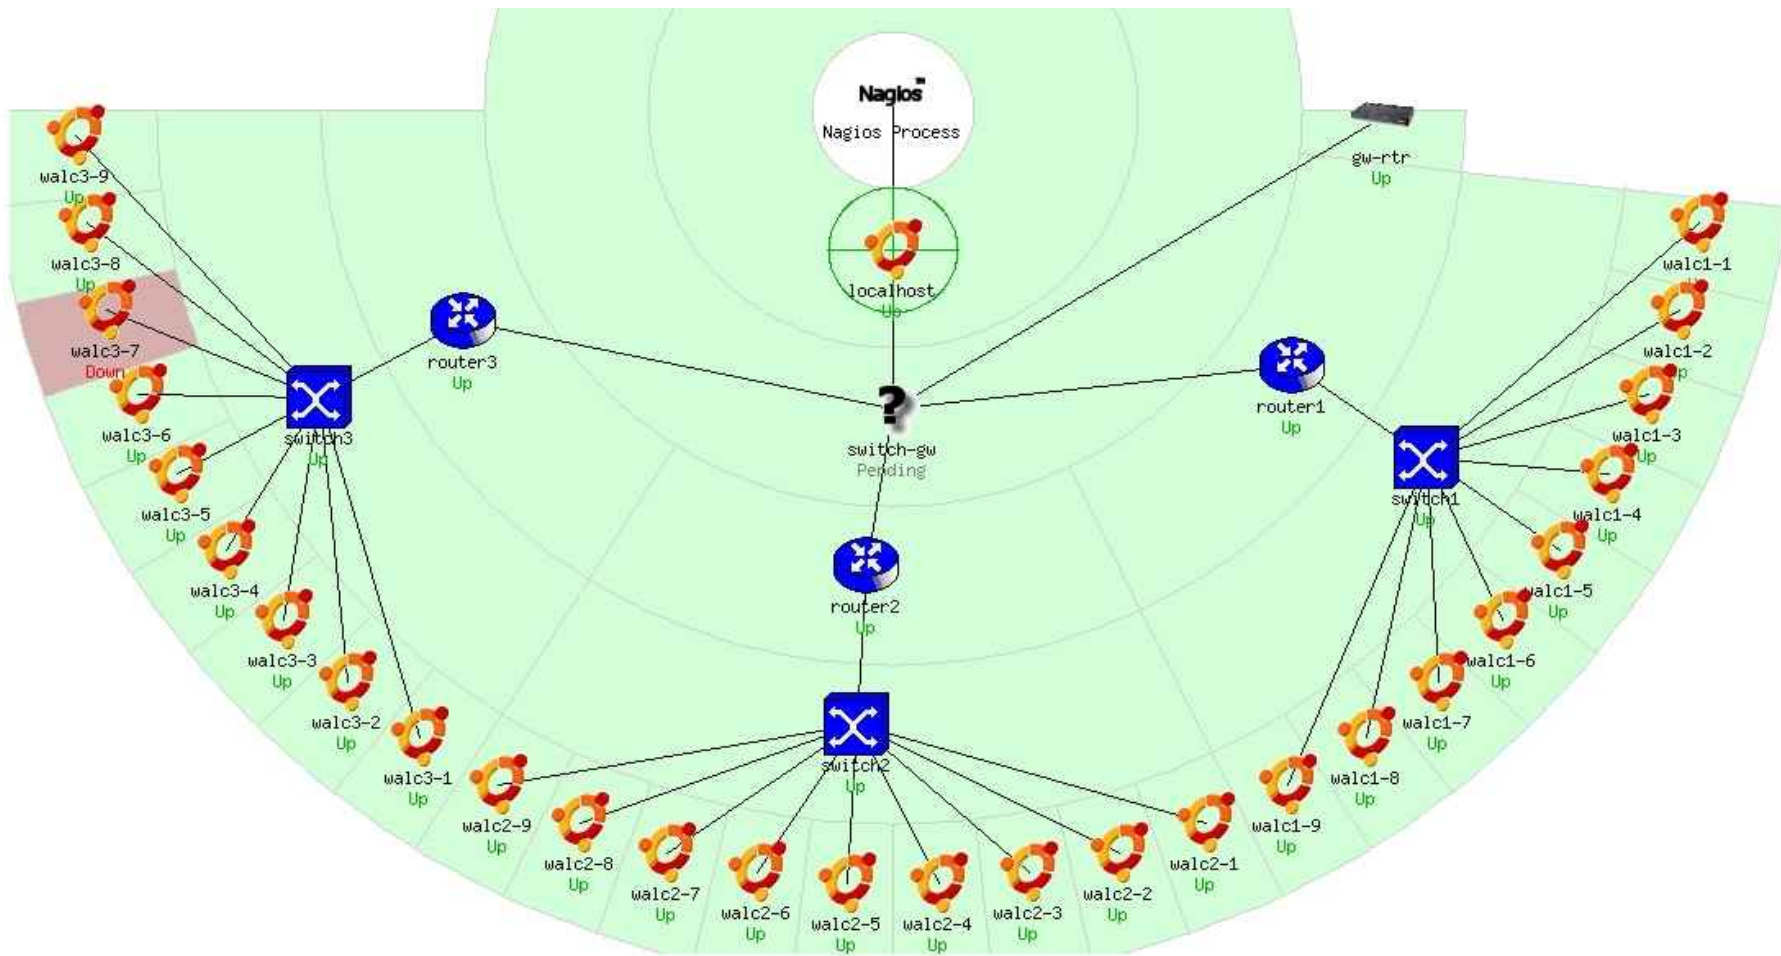 Nagios
Nagios Process
gw-rtr
Up
localhost
Up
switch-gw
Pending
router3
Up
switch3
Up
walc3-9
Up
walc3-8
Up
walc3-7
Down
walc3-6
Up
walc3-5
Up
walc3-4
Up
walc3-3
Up
walc3-2
Up
walc3-1
Up
router2
Up
switch2
Up
walc2-9
Up
walc2-8
Up
walc2-7
Up
walc2-6
Up
walc2-5
Up
walc2-4
Up
walc2-3
Up
walc2-2
Up
walc2-1
Up
router1
Up
switch1
Up
walc1-1
walc1-2
Up
walc1-3
Up
walc1-4
Up
walc1-5
Up
walc1-6
Up
walc1-7
Up
walc1-8
Up
walc1-9
Up